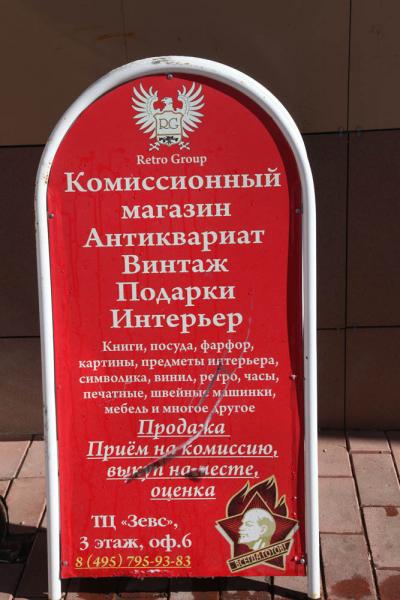 RG
Retro Group
Комиссионный
магазин
Антиквариат
Винтаж
Подарки
Интерьер
Книги, посуда, фарфор,
картины, предметы интерьера,
символика, винил, ретро, часы,
печатные, швейные машинки,
мебель и многое другое
Продажа
Приём на комиссию,
выкуп на месте,
оценка
ТЦ «Зевс»,
3 этаж, оф.6
8 (495) 795-93-83
ВСЕГДА ГОТОВ!